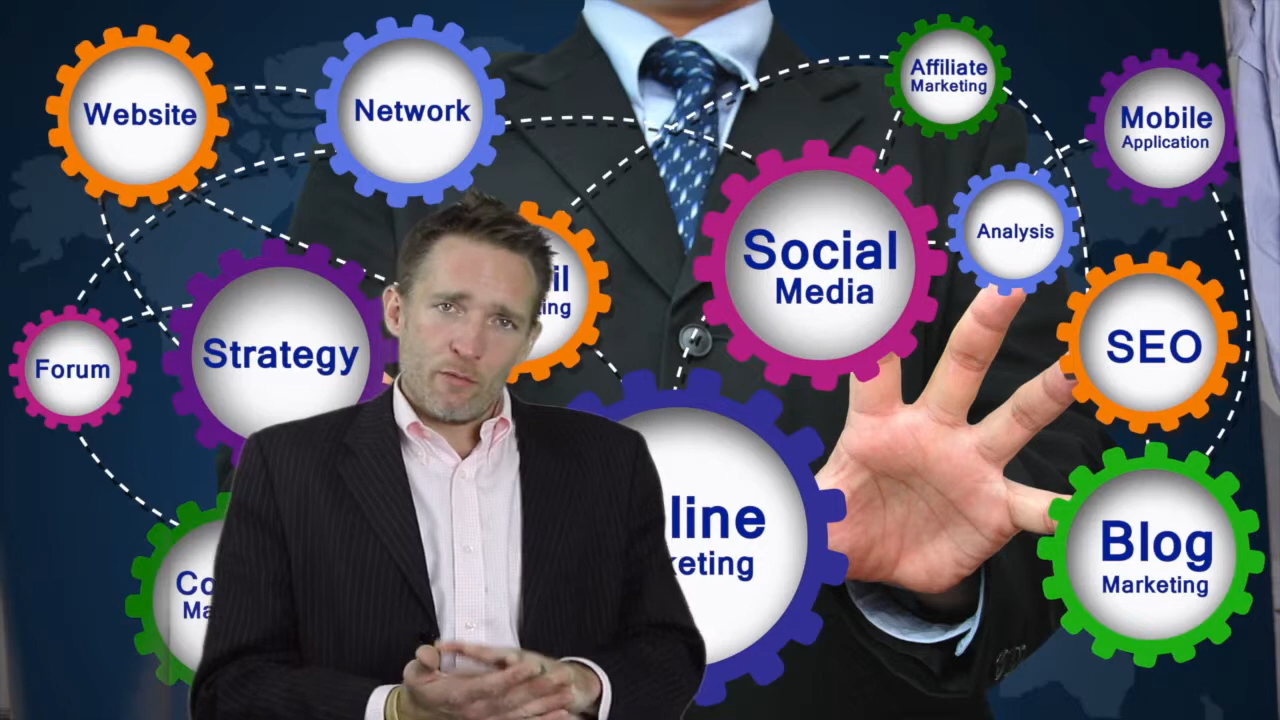 Website
Network
Affiliate
Marketing
Mobile
Application
Social
Media
Analysis
Forum
Strategy
SEO
Blog
Marketing